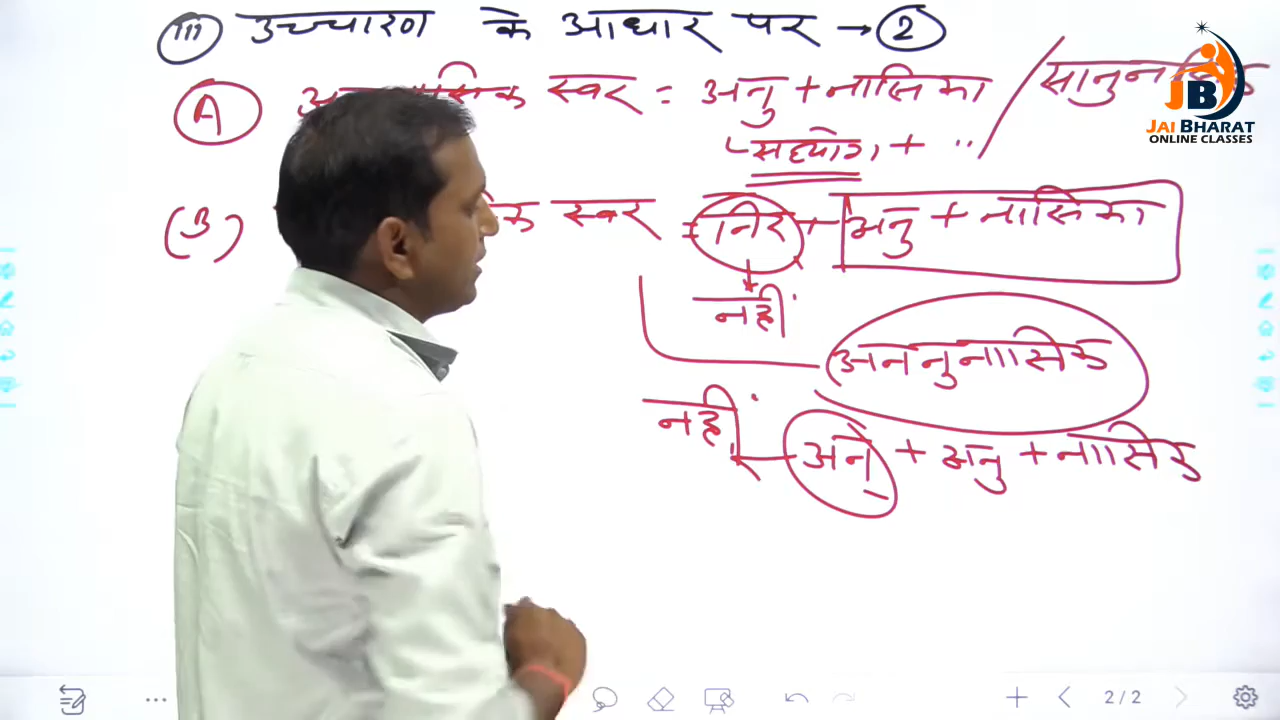 (III) उच्चारण के आधार पर → (2)
(A) स्वर = अनु + नासिका /
सहयोग + ..
(B) स्वर = निर + अनु + नासिका
नहीं
अननुनासिक
नहीं अन् + अनु + नासिक
JB
JAI BHARAT
ONLINE CLASSES
2/2